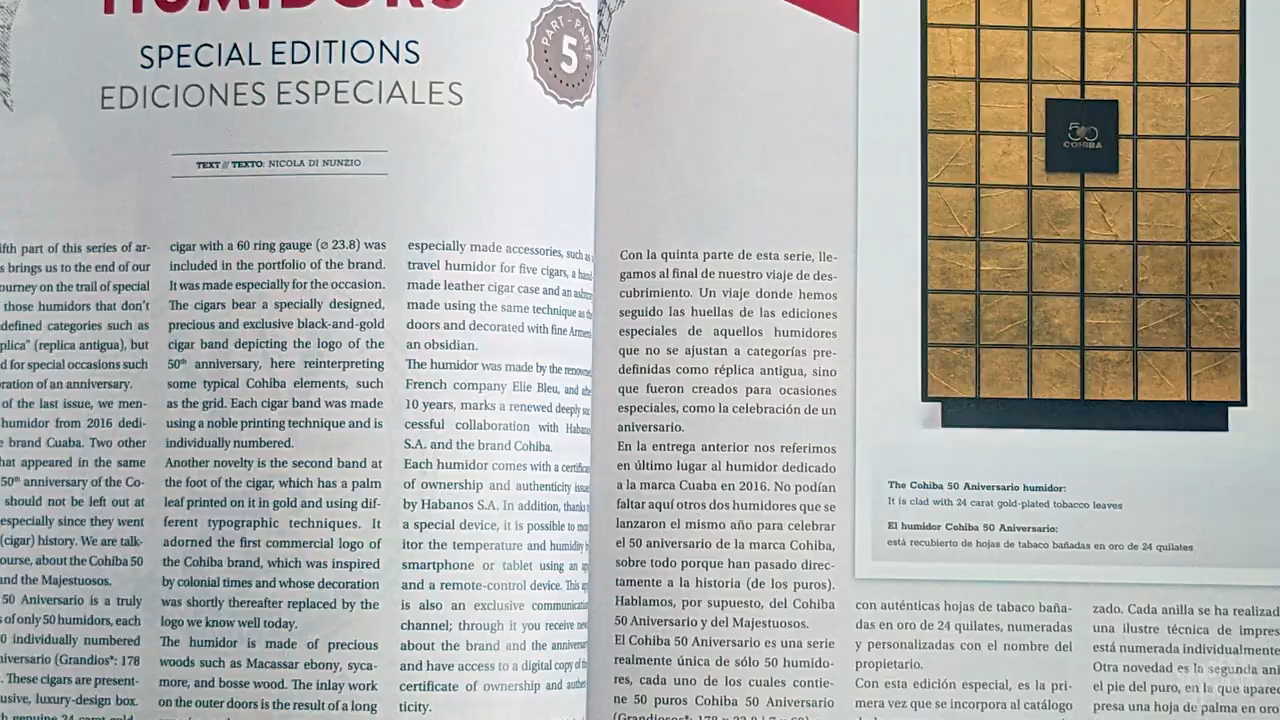 HUMIDORS
SPECIAL EDITIONS
EDICIONES ESPECIALES
PART - PARTE
5
TEXT // TEXTO: NICOLA DI NUNZIO
fifth part of this series of ar-
s brings us to the end of our
ourney on the trail of special
those humidors that don't
defined categories such as
plica" (replica antigua), but
d for special occasions such
ration of an anniversary.
of the last issue, we men-
humidor from 2016 dedi-
e brand Cuaba. Two other
hat appeared in the same
50th anniversary of the Co-
should not be left out at
especially since they went
(cigar) history. We are talk-
ourse, about the Cohiba 50
and the Majestuosos.
50 Aniversario is a truly
s of only 50 humidors, each
0 individually numbered
niversario (Grandios*: 178
. These cigars are present-
usive, luxury-design box.
h genuine 24 carat gold
cigar with a 60 ring gauge (ø 23.8) was
included in the portfolio of the brand.
It was made especially for the occasion.
The cigars bear a specially designed,
precious and exclusive black-and-gold
cigar band depicting the logo of the
50th anniversary, here reinterpreting
some typical Cohiba elements, such
as the grid. Each cigar band was made
using a noble printing technique and is
individually numbered.
Another novelty is the second band at
the foot of the cigar, which has a palm
leaf printed on it in gold and using dif-
ferent typographic techniques. It
adorned the first commercial logo of
the Cohiba brand, which was inspired
by colonial times and whose decoration
was shortly thereafter replaced by the
logo we know well today.
The humidor is made of precious
woods such as Macassar ebony, syca-
more, and bosse wood. The inlay work
on the outer doors is the result of a long
especially made accessories, such as
travel humidor for five cigars, a hand
made leather cigar case and an ashtray
made using the same technique as th
doors and decorated with fine Armen
an obsidian.
The humidor was made by the renowne
French company Elie Bleu, and afte
10 years, marks a renewed deeply suc
cessful collaboration with Habano
S.A. and the brand Cohiba.
Each humidor comes with a certifica
of ownership and authenticity issue
by Habanos S.A. In addition, thanks t
a special device, it is possible to mon
itor the temperature and humidity b
smartphone or tablet using an ap
and a remote-control device. This ap
is also an exclusive communication
channel; through it you receive new
about the brand and the anniversar
and have access to a digital copy of th
certificate of ownership and authen
ticity.
Con la quinta parte de esta serie, lle-
gamos al final de nuestro viaje de des-
cubrimiento. Un viaje donde hemos
seguido las huellas de las ediciones
especiales de aquellos humidores
que no se ajustan a categorías pre-
definidas como réplica antigua, sino
que fueron creados para ocasiones
especiales, como la celebración de un
aniversario.
En la entrega anterior nos referimos
en último lugar al humidor dedicado
a la marca Cuaba en 2016. No podían
faltar aquí otros dos humidores que se
lanzaron el mismo año para celebrar
el 50 aniversario de la marca Cohiba,
sobre todo porque han pasado direc-
tamente a la historia (de los puros).
Hablamos, por supuesto, del Cohiba
50 Aniversario y del Majestuosos.
El Cohiba 50 Aniversario es una serie
realmente única de sólo 50 humido-
res, cada uno de los cuales contie-
ne 50 puros Cohiba 50 Aniversario
50
COHIBA
The Cohiba 50 Aniversario humidor:
It is clad with 24 carat gold-plated tobacco leaves
El humidor Cohiba 50 Aniversario:
está recubierto de hojas de tabaco bañadas en oro de 24 quilates
con auténticas hojas de tabaco baña-
das en oro de 24 quilates, numeradas
y personalizadas con el nombre del
propietario.
Con esta edición especial, es la pri-
mera vez que se incorpora al catálogo
zado. Cada anilla se ha realizad
una ilustre técnica de impres
está numerada individualmente
Otra novedad es la segunda ani
el pie del puro, en la que aparec
presa una hoja de palma en oro